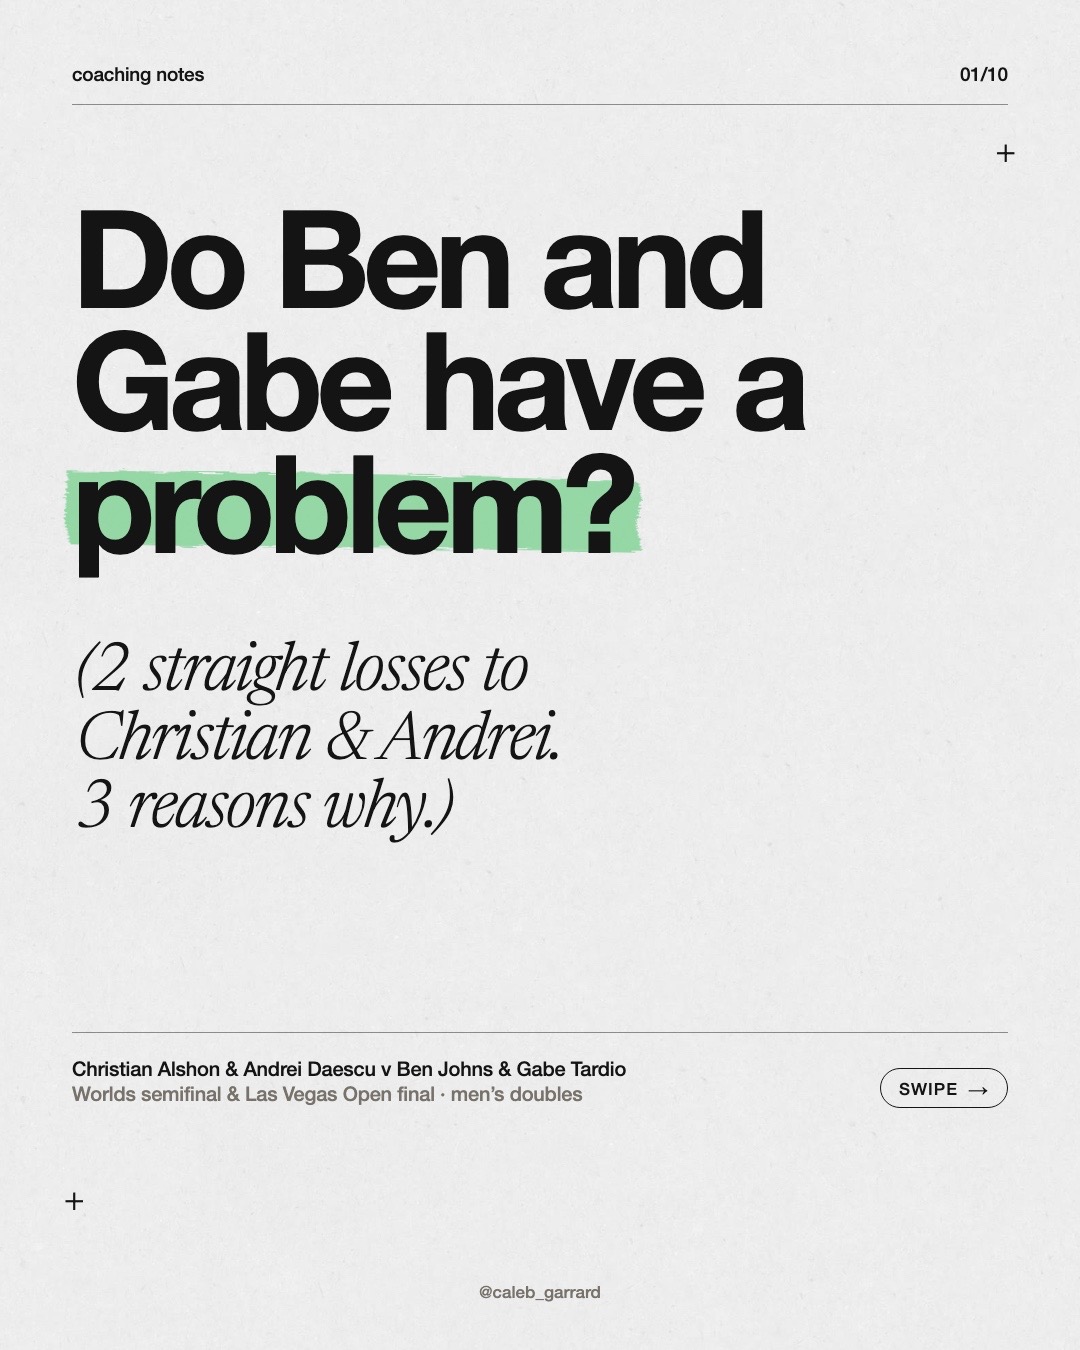 coaching notes
01/10
+
Do Ben and
Gabe have a
problem?
(2 straight losses to
Christian & Andrei.
3 reasons why.)
Christian Alshon & Andrei Daescu v Ben Johns & Gabe Tardio
Worlds semifinal & Las Vegas Open final · men’s doubles
SWIPE →
+
@caleb_garrard